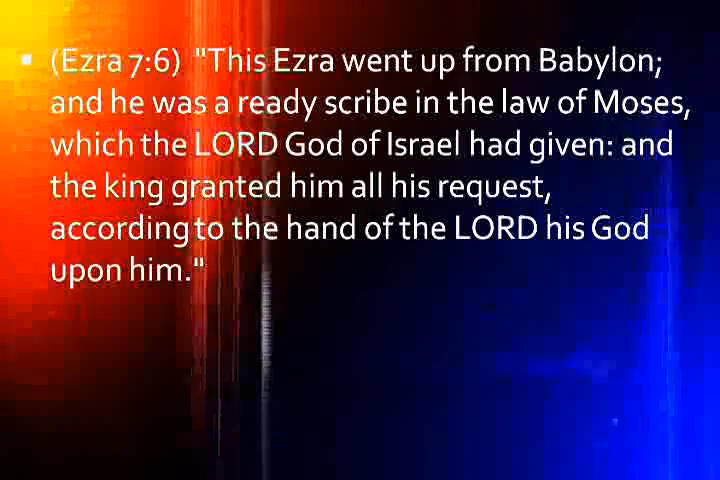 (Ezra 7:6) "This Ezra went up from Babylon;
and he was a ready scribe in the law of Moses,
which the LORD God of Israel had given: and
the king granted him all his request,
according to the hand of the LORD his God
upon him."